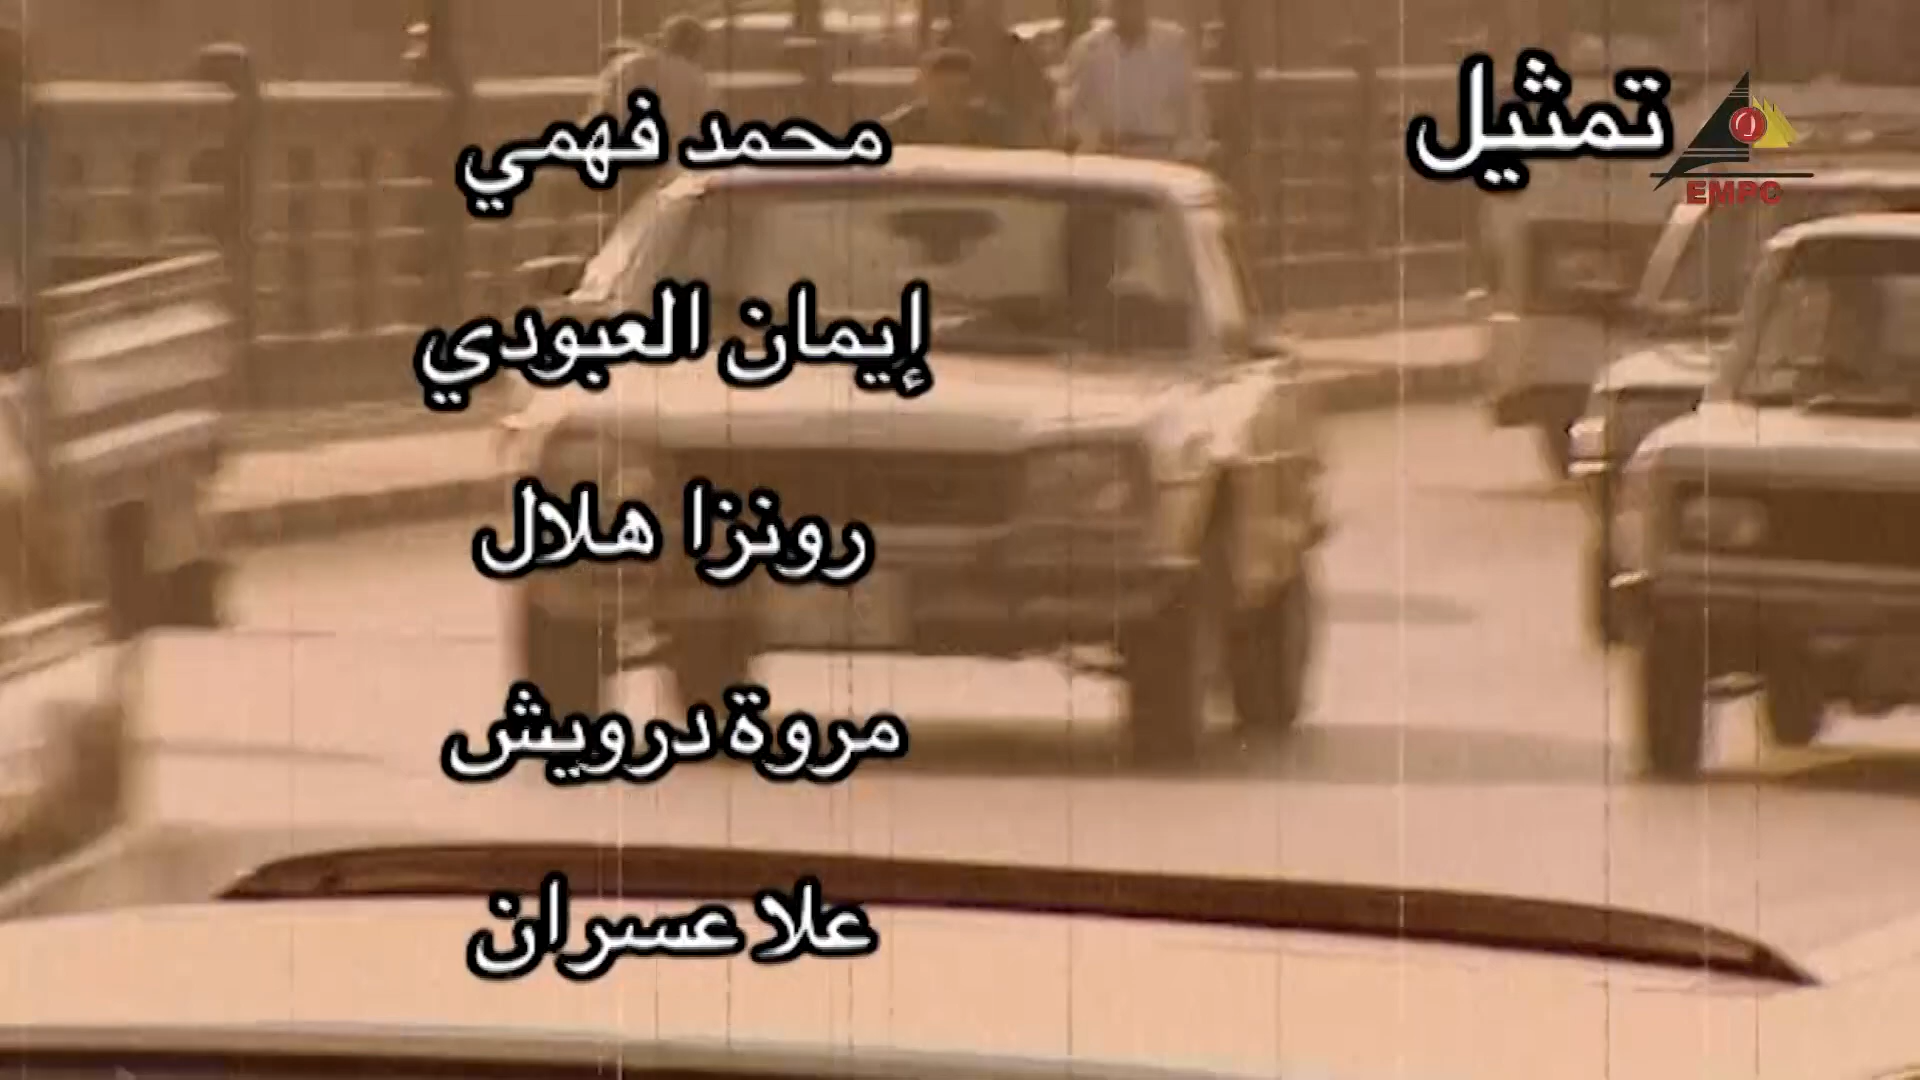 تمثيل
محمد فهمي
إيمان العبودي
رونزا هلال
مروة درويش
علا عسران
EMPC